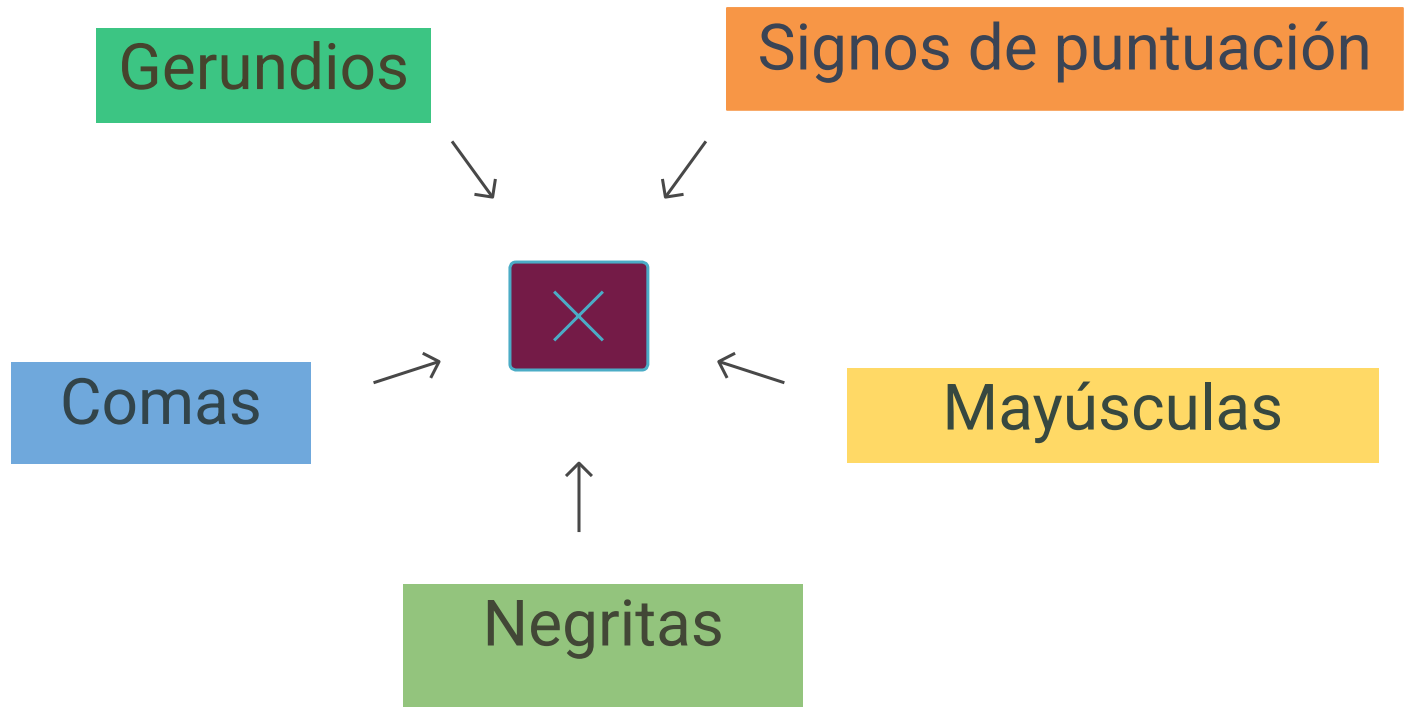 Gerundios
Signos de puntuación
Comas
Mayúsculas
Negritas